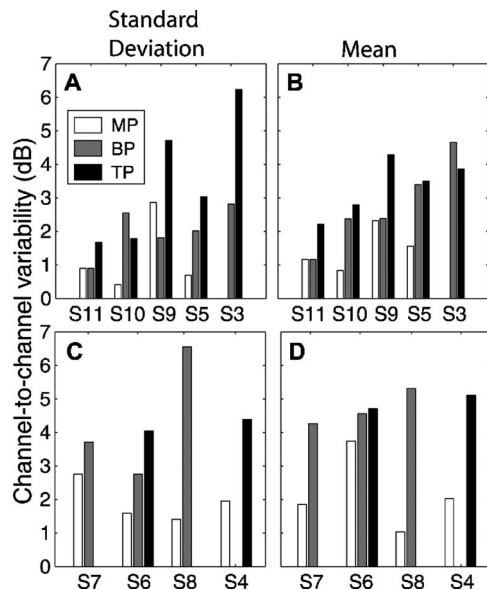 Standard
Deviation
Mean
Channel-to-channel variability (dB)
A
B
7
6
5
4
3
2
1
0
MP
BP
TP
S11 S10 S9 S5 S3
S11 S10 S9 S5 S3
C
D
7
6
5
4
3
2
1
0
S7 S6 S8 S4
S7 S6 S8 S4